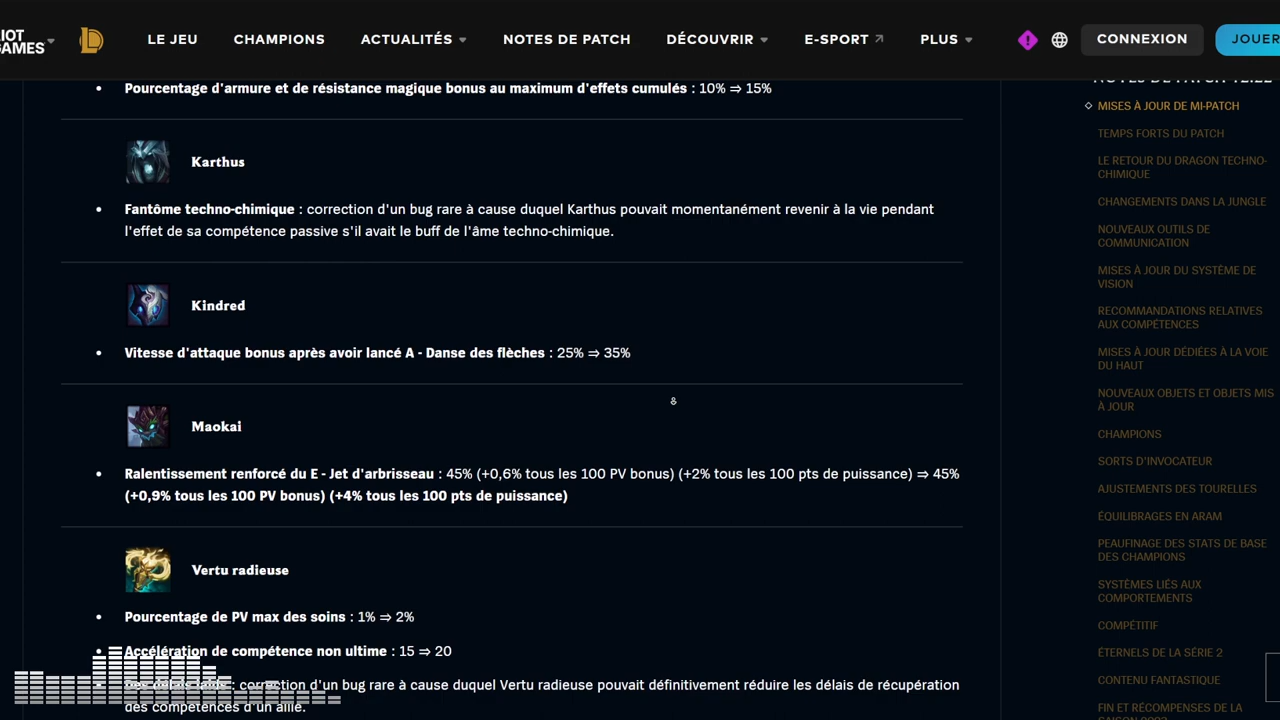 RIOT GAMES
LE JEU
CHAMPIONS
ACTUALITÉS
NOTES DE PATCH
DÉCOUVRIR
E-SPORT
PLUS
CONNEXION
JOUER
Pourcentage d'armure et de résistance magique bonus au maximum d'effets cumulés : 10% ⇒ 15%
Karthus
Fantôme techno-chimique : correction d'un bug rare à cause duquel Karthus pouvait momentanément revenir à la vie pendant
l'effet de sa compétence passive s'il avait le buff de l'âme techno-chimique.
Kindred
Vitesse d'attaque bonus après avoir lancé A - Danse des flèches : 25% ⇒ 35%
Maokai
Ralentissement renforcé du E - Jet d'arbrisseau : 45% (+0,6% tous les 100 PV bonus) (+2% tous les 100 pts de puissance) ⇒ 45%
(+0,9% tous les 100 PV bonus) (+4% tous les 100 pts de puissance)
Vertu radieuse
Pourcentage de PV max des soins : 1% ⇒ 2%
Accélération de compétence non ultime : 15 ⇒ 20
: correction d'un bug rare à cause duquel Vertu radieuse pouvait définitivement réduire les délais de récupération
des compétences d'un allié.
NOTES DE PATCH 12.22
MISES À JOUR DE MI-PATCH
TEMPS FORTS DU PATCH
LE RETOUR DU DRAGON TECHNO-
CHIMIQUE
CHANGEMENTS DANS LA JUNGLE
NOUVEAUX OUTILS DE
COMMUNICATION
MISES À JOUR DU SYSTÈME DE
VISION
RECOMMANDATIONS RELATIVES
AUX COMPÉTENCES
MISES À JOUR DÉDIÉES À LA VOIE
DU HAUT
NOUVEAUX OBJETS ET OBJETS MIS
À JOUR
CHAMPIONS
SORTS D'INVOCATEUR
AJUSTEMENTS DES TOURELLES
ÉQUILIBRAGES EN ARAM
PEAUFINAGE DES STATS DE BASE
DES CHAMPIONS
SYSTÈMES LIÉS AUX
COMPORTEMENTS
COMPÉTITIF
ÉTERNELS DE LA SÉRIE 2
CONTENU FANTASTIQUE
FIN ET RÉCOMPENSES DE LA